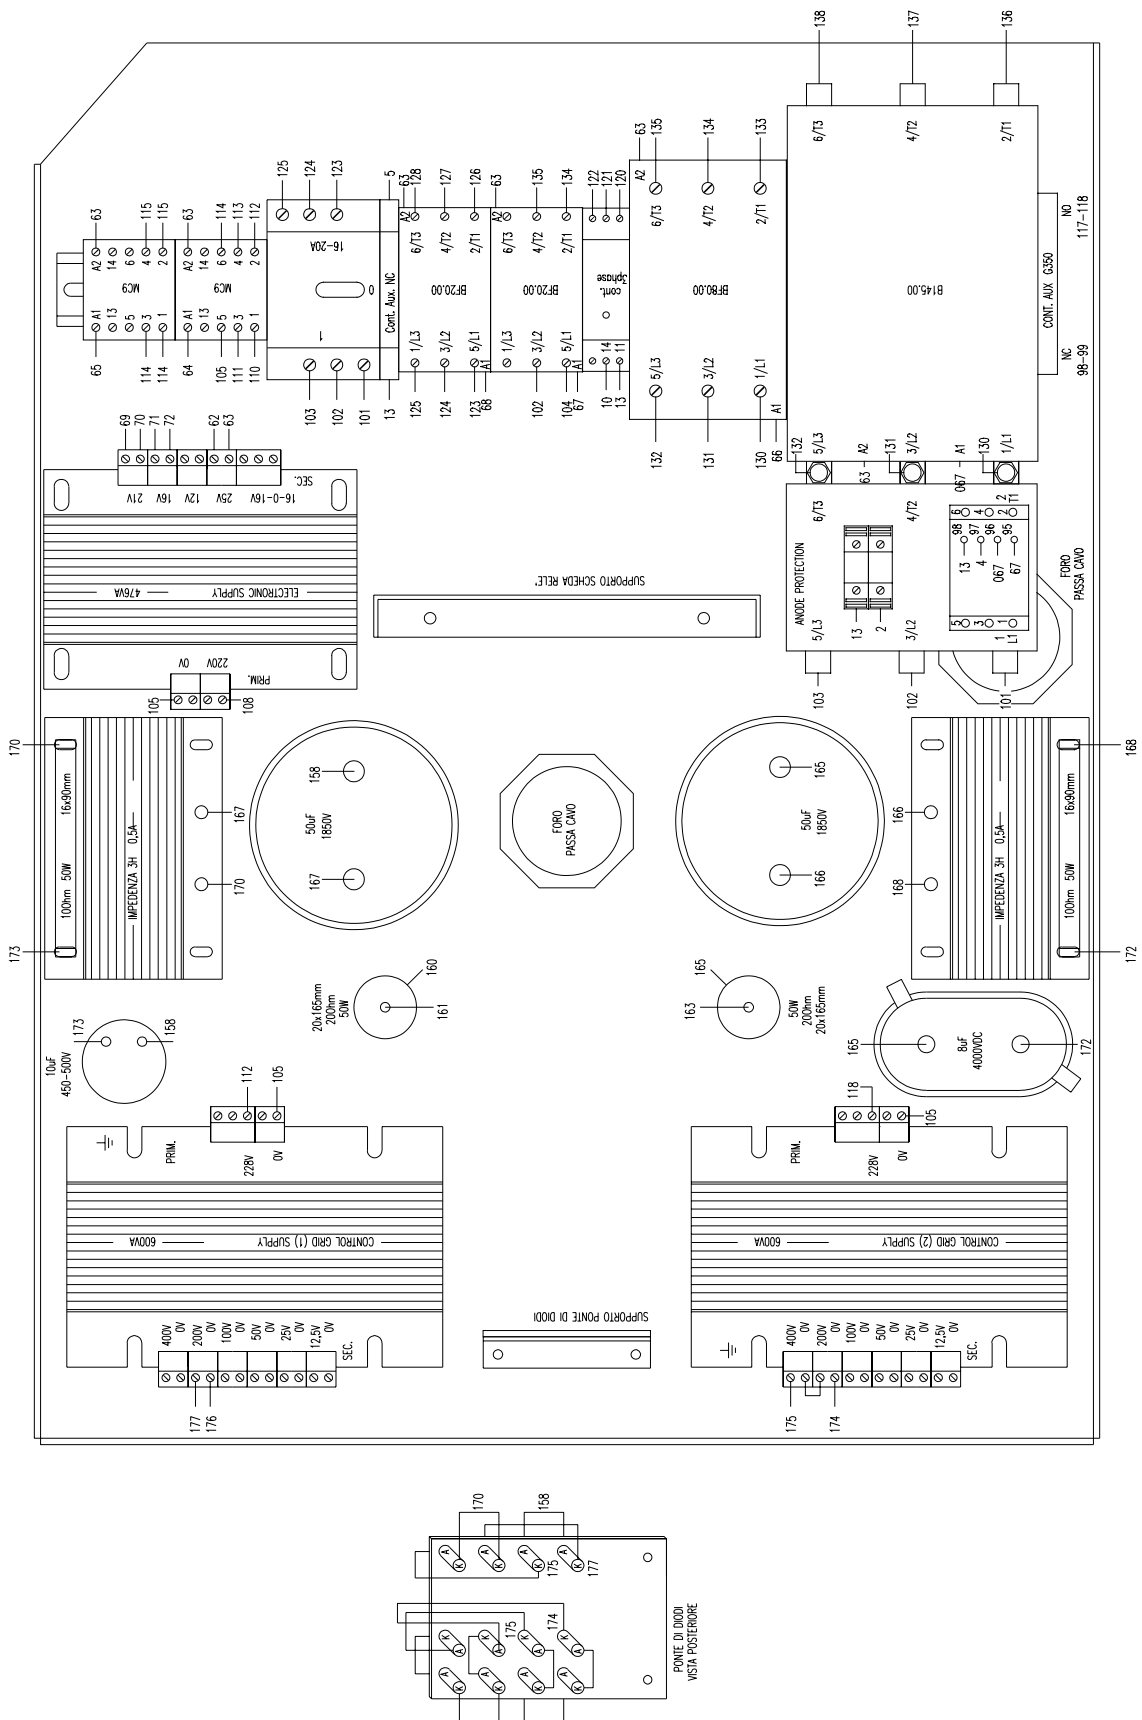 138
137
136
6/T3
4/T2
2/T1
B145.00
CONT. AUX G350
NO
117-118
NC
98-99
132
5/L3
A2
63
131
3/L2
A1
067
130
1/L1
125
124
123
16-20A
0
1
103
102
101
5
Cont. Aux. NC
13
63
115
115
A2
14
6
4
2
MC9
A1
13
5
3
1
65
114
114
63
114
113
112
A2
14
6
4
2
MC9
A1
13
5
3
1
64
105
111
110
63
128
127
126
A2
6/T3
4/T2
2/T1
BF20.00
1/L3
3/L2
5/L1
A1
125
124
123
68
63
135
134
A2
6/T3
4/T2
2/T1
BF20.00
1/L3
3/L2
5/L1
A1
102
104
67
122
121
120
cont.
3phase
14
11
10
13
63
135
134
133
A2
6/T3
4/T2
2/T1
BF80.00
5/L3
3/L2
1/L1
A1
132
131
130
66
69
70
71
72
62
63
SEC.
21V
16V
12V
25V
16-0-16V
ELECTRONIC SUPPLY
476VA
0V
220V
PRIM.
105
108
SUPPORTO SCHEDA RELE'
ANODE PROTECTION
6/T3
4/T2
2
T1
5/L3
3/L2
1
L1
13
2
6
4
2
98
97
96
95
13
4
067
67
5
3
1
103
102
101
FORO
PASSA CAVO
170
173
16x90mm
100hm 50W
IMPEDENZA 3H 0,5A
167
170
158
50uF
1850V
167
FORO
PASSA CAVO
165
50uF
1850V
166
166
168
IMPEDENZA 3H 0,5A
16x90mm
100hm 50W
168
172
173
158
10uF
450-500V
20x165mm
200hm
50W
160
161
165
163
50W
200hm
20x165mm
165
8uF
4000VDC
172
112
105
PRIM.
228V
0V
CONTROL GRID (1) SUPPLY
600VA
400V
0V
200V
0V
100V
0V
50V
0V
25V
0V
12,5V
0V
SEC.
177
176
SUPPORTO PONTE DI DIODI
118
105
PRIM.
228V
0V
CONTROL GRID (2) SUPPLY
600VA
400V
0V
200V
0V
100V
0V
50V
0V
25V
0V
12,5V
0V
SEC.
175
174
170
158
A
K
A
K
A
K
A
K
175
177
K
A
K
A
K
A
K
A
175
174
A
K
A
K
A
K
A
K
PONTE DI DIODI
VISTA POSTERIORE